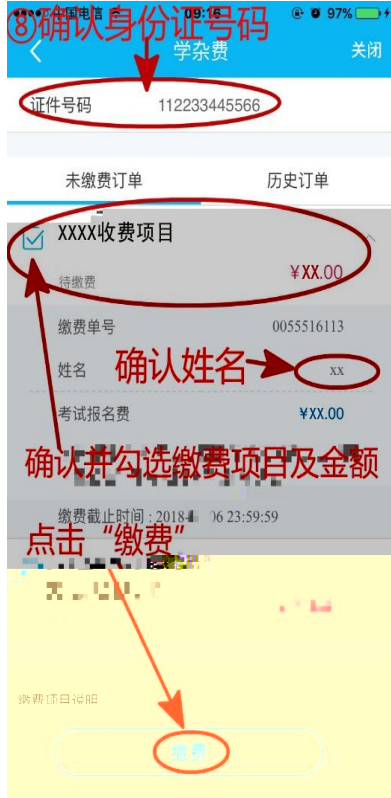 ⑧确认身份证号码
中国电信 09:16 97%
学杂费 关闭
证件号码 112233445566
未缴费订单 历史订单
XXXX收费项目
待缴费 ¥XX.00
缴费单号 0055516113
确认姓名
姓名 xx
考试报名费 ¥XX.00
确认并勾选缴费项目及金额
缴费截止时间 : 2018- 06 23:59:59
点击“缴费”
缴费项目说明
缴费